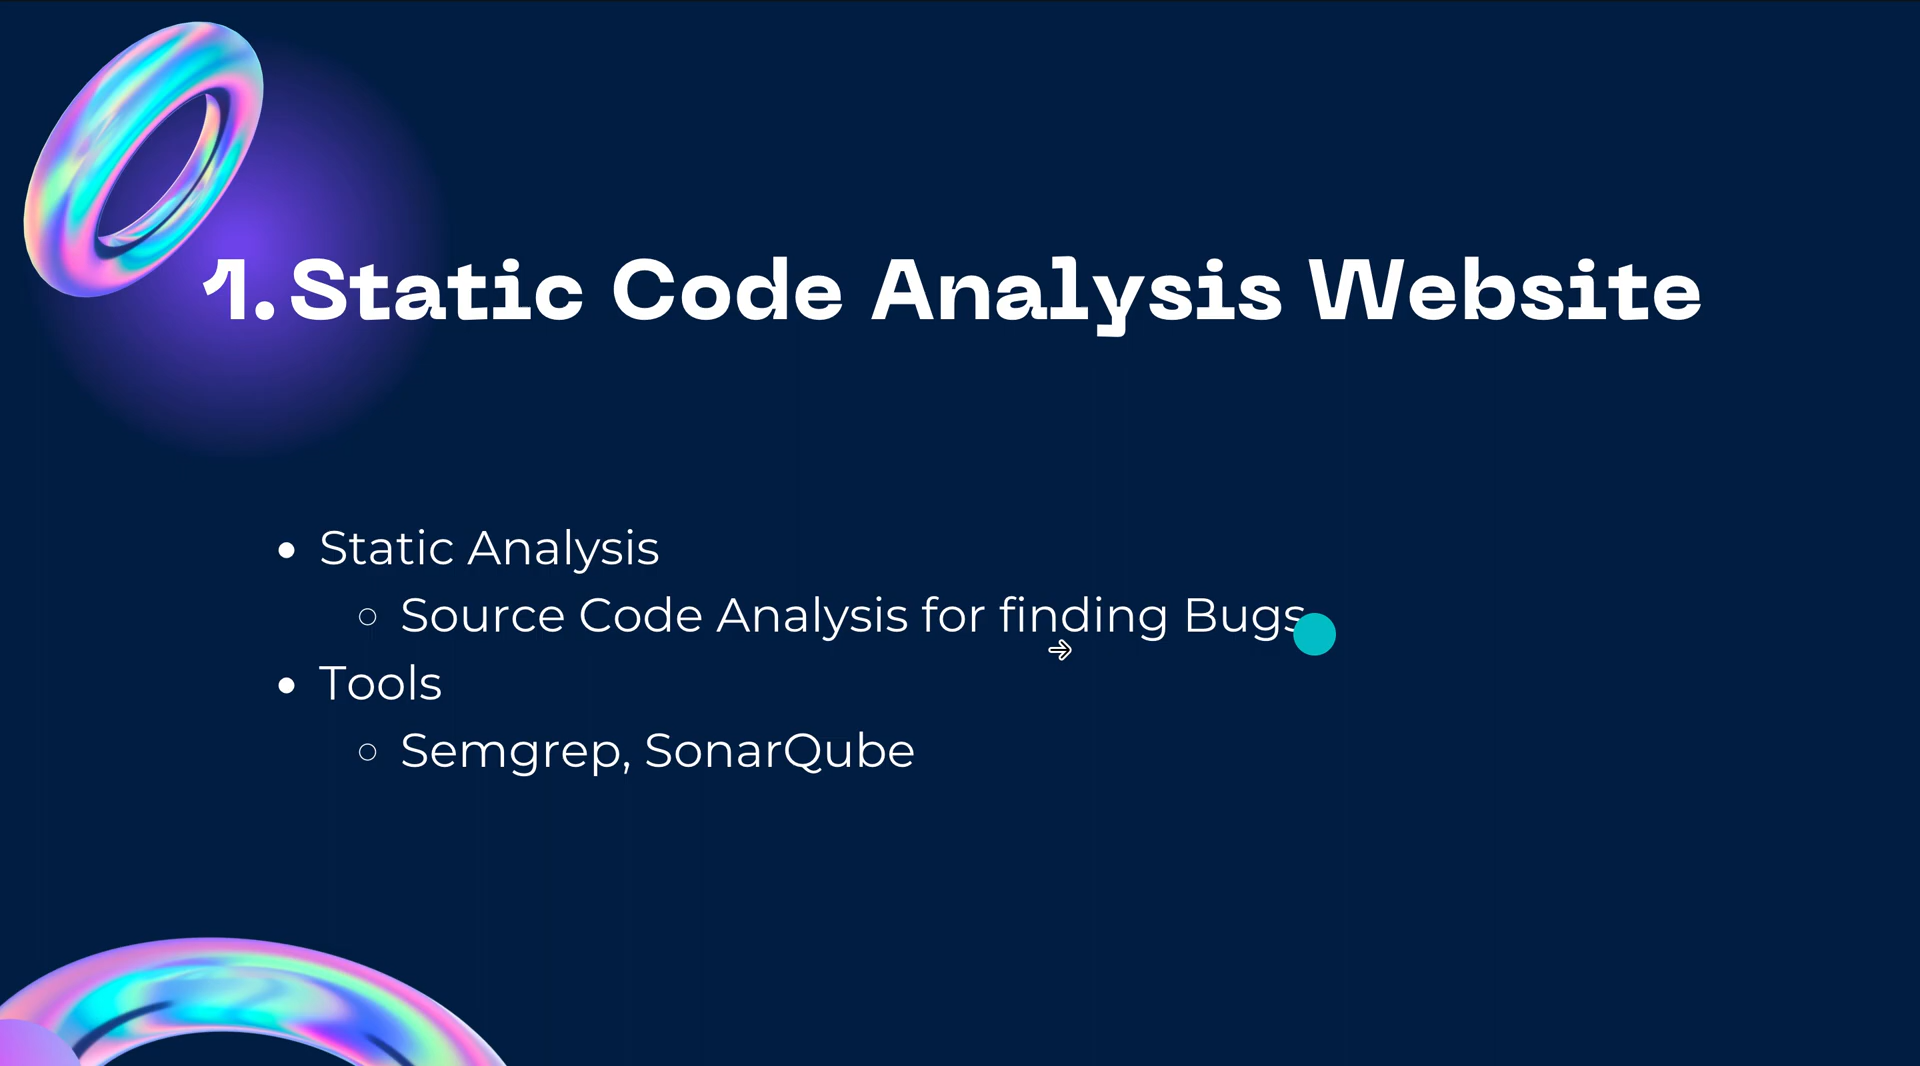 1. Static Code Analysis Website
• Static Analysis
○ Source Code Analysis for finding Bugs
• Tools
○ Semgrep, SonarQube